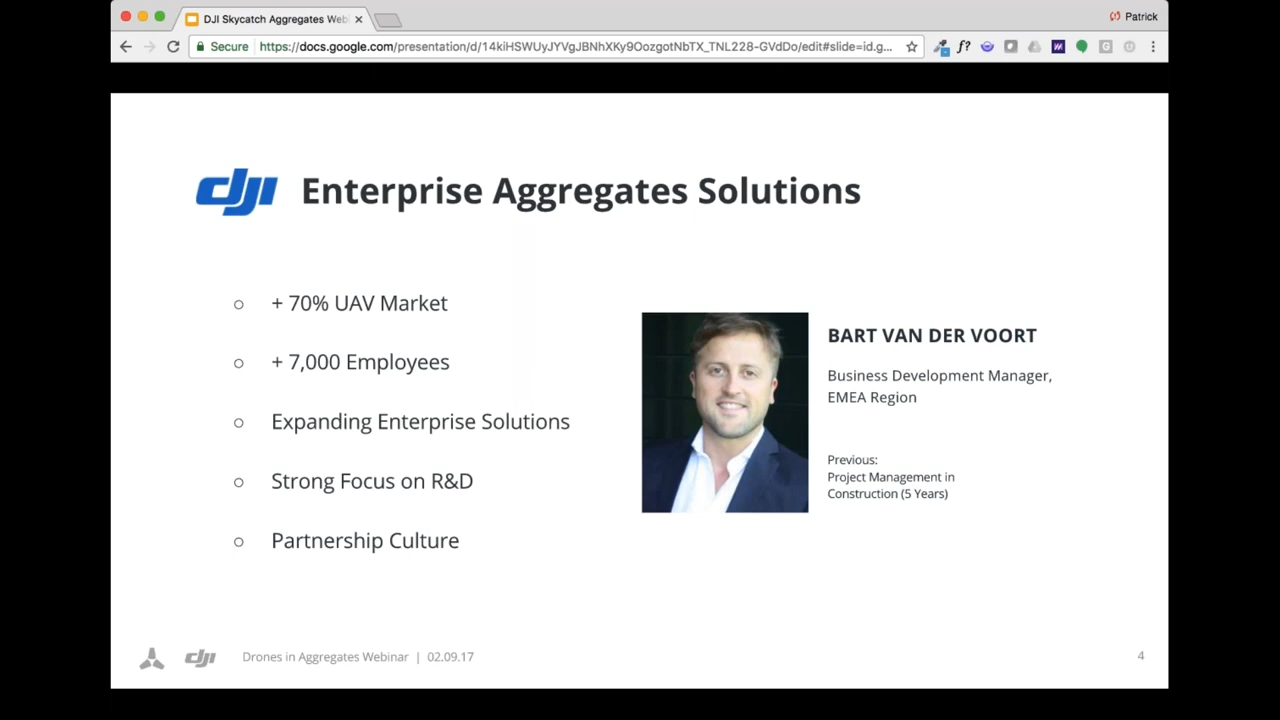 DJI Skycatch Aggregates Web
Patrick
Secure
https://docs.google.com/presentation/d/14kiHSWUyJYVgJBNhXKy9OozgotNbTX_TNL228-GVdDo/edit#slide=id.g...
dji Enterprise Aggregates Solutions
+ 70% UAV Market
+ 7,000 Employees
Expanding Enterprise Solutions
Strong Focus on R&D
Partnership Culture
BART VAN DER VOORT
Business Development Manager,
EMEA Region
Previous:
Project Management in
Construction (5 Years)
dji Drones in Aggregates Webinar | 02.09.17
4